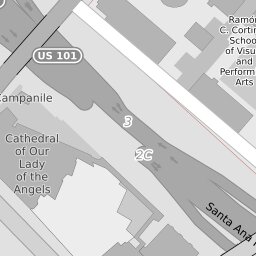 Ramón
C. Cortin
School
of Visu
and
Perform
Arts
US 101
Campanile
3
2C
Cathedral
of Our
Lady
of the
Angels
Santa Ana